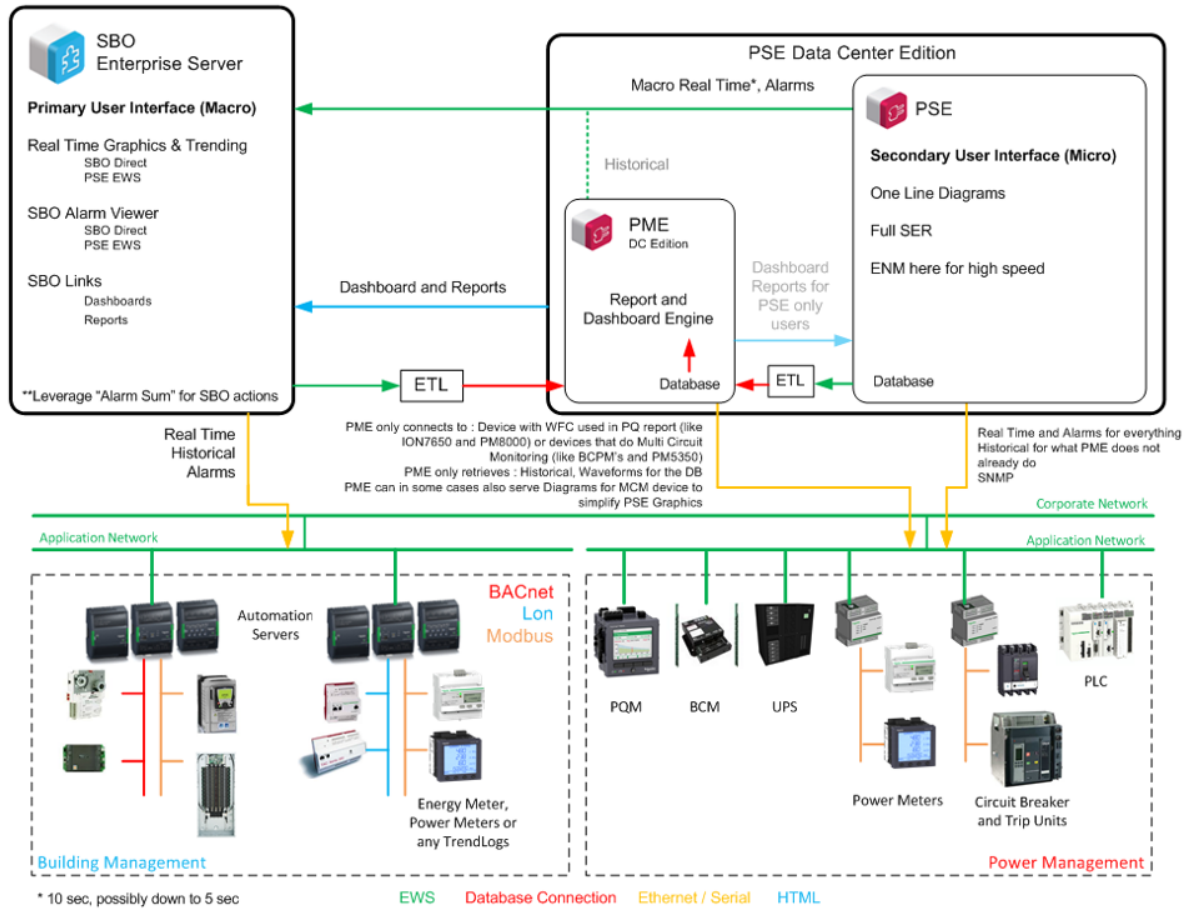 SBO
Enterprise Server
Primary User Interface (Macro)
Real Time Graphics & Trending
SBO Direct
PSE EWS
SBO Alarm Viewer
SBO Direct
PSE EWS
SBO Links
Dashboards
Reports
**Leverage "Alarm Sum" for SBO actions
PSE Data Center Edition
Macro Real Time*, Alarms
Historical
PSE
Secondary User Interface (Micro)
One Line Diagrams
Full SER
ENM here for high speed
Database
PME
DC Edition
Report and
Dashboard Engine
Database
Dashboard
Reports for
PSE only
users
ETL
Dashboard and Reports
ETL
Real Time
Historical
Alarms
PME only connects to : Device with WFC used in PQ report (like
ION7650 and PM8000) or devices that do Multi Circuit
Monitoring (like BCPM's and PM5350)
PME only retrieves : Historical, Waveforms for the DB
PME can in some cases also serve Diagrams for MCM device to
simplify PSE Graphics
Real Time and Alarms for everything
Historical for what PME does not
already do
SNMP
Corporate Network
Application Network
Application Network
BACnet
Lon
Modbus
Automation
Servers
Energy Meter,
Power Meters or
any TrendLogs
Building Management
PQM
BCM
UPS
Power Meters
Circuit Breaker
and Trip Units
PLC
Power Management
* 10 sec, possibly down to 5 sec
EWS
Database Connection
Ethernet / Serial
HTML